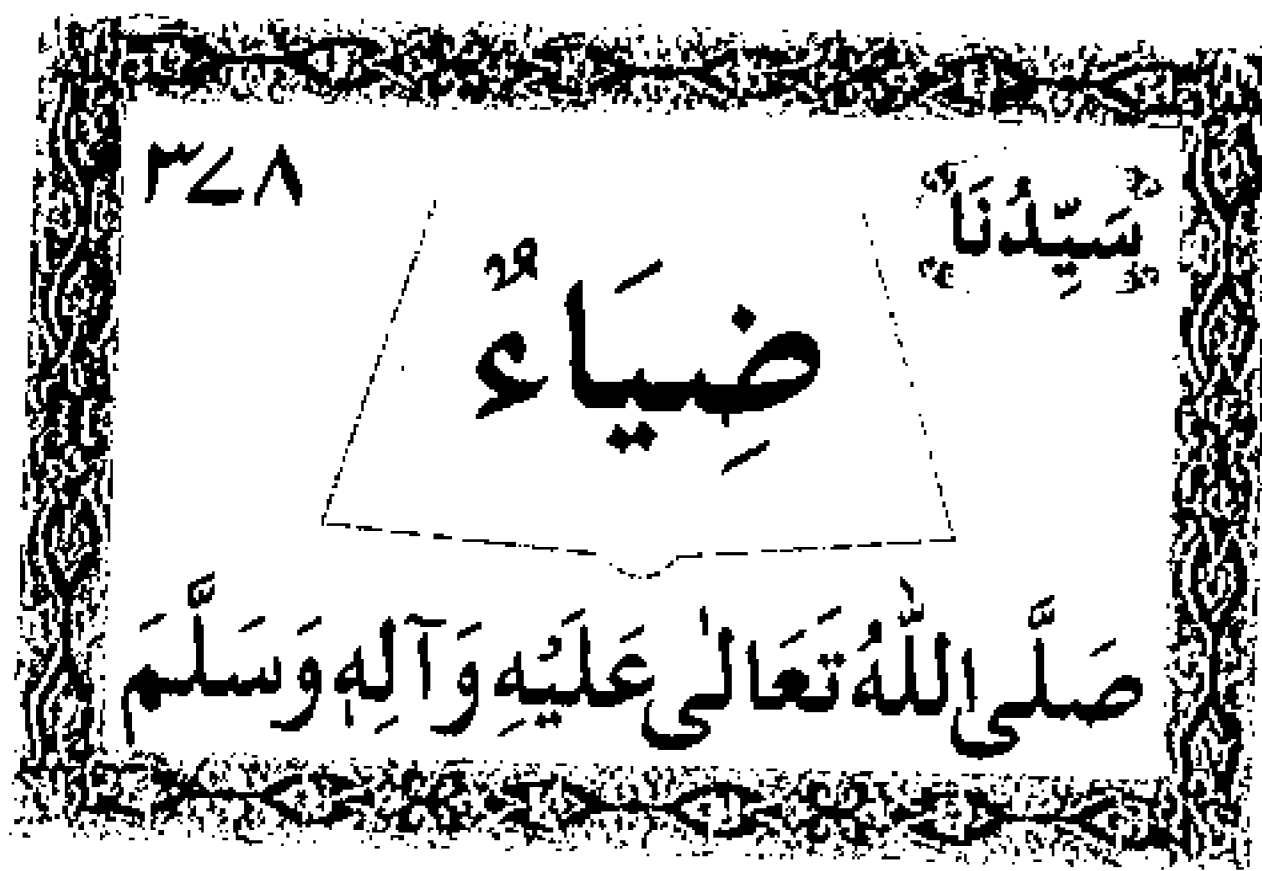 سَيِّدُنَا ۳۷۸
ضِيَاءٌ
صَلَّى اللّٰهُ تَعَالٰى عَلَيْهِ وَآلِهٖ وَسَلَّمَ